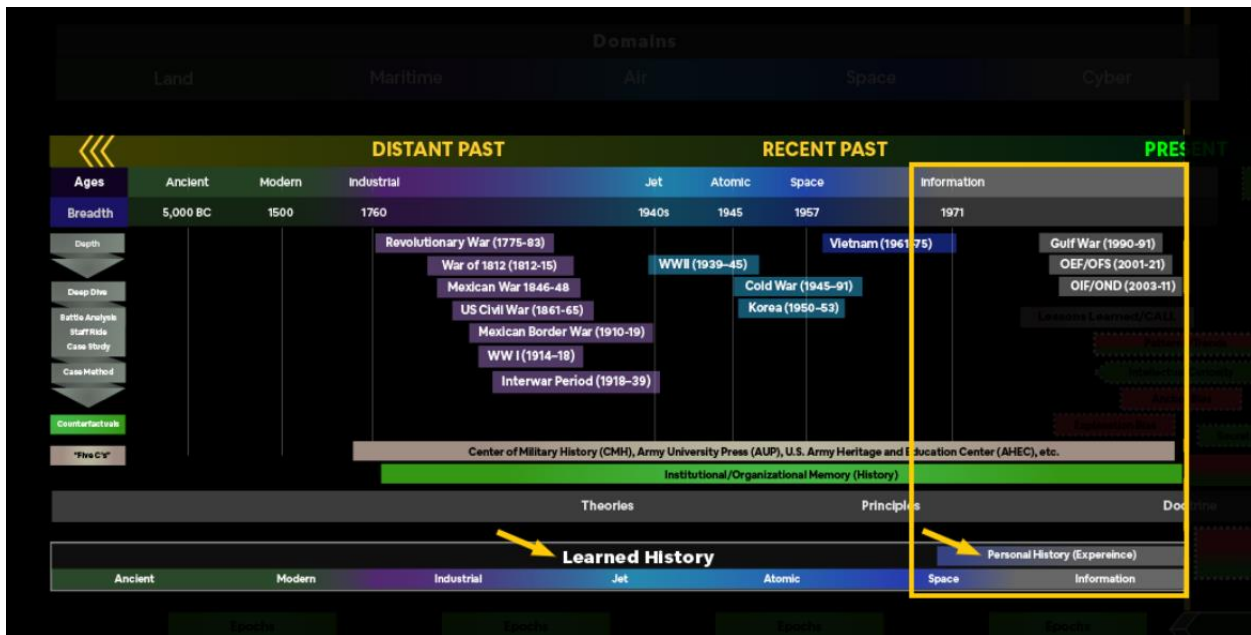 Domains
Land Maritime Air Space Cyber
DISTANT PAST RECENT PAST PRESENT
Ages Ancient Modern Industrial Jet Atomic Space Information
Breadth 5,000 BC 1500 1760 1940s 1945 1957 1971
Depth
Revolutionary War (1775-83) Vietnam (1961-75) Gulf War (1990-91)
War of 1812 (1812-15) WWII (1939–45) OEF/OFS (2001-21)
Deep Dive Mexican War 1846-48 Cold War (1945–91) OIF/OND (2003-11)
US Civil War (1861-65) Korea (1950–53)
Battle Analysis Lessons Learned/CALL
Staff Ride Mexican Border War (1910-19)
Case Study
WW I (1914–18)
Case Method
Interwar Period (1918–39)
Counterfactuals
"Five C's" Center of Military History (CMH), Army University Press (AUP), U.S. Army Heritage and Education Center (AHEC), etc.
Institutional/Organizational Memory (History)
Theories Principles Doctrine
Learned History Personal History (Expereince)
Ancient Modern Industrial Jet Atomic Space Information
Epochs Epochs Epochs Epochs